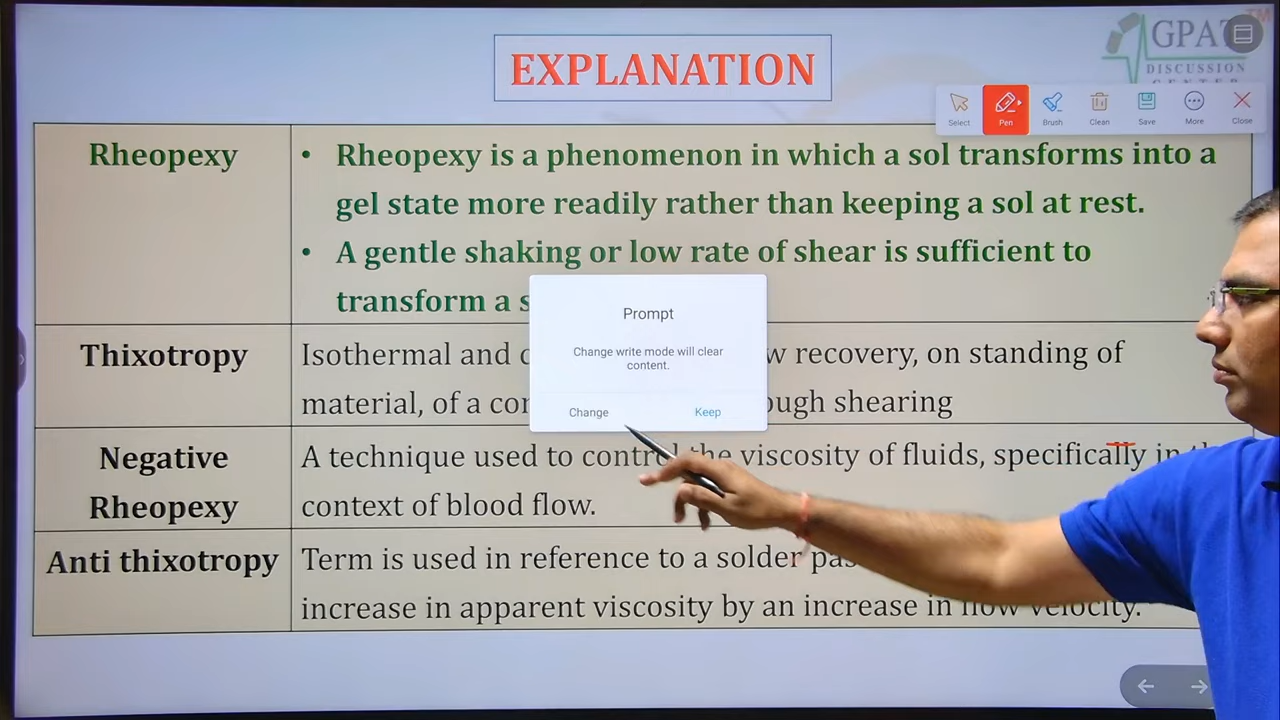 EXPLANATION
GPAT
DISCUSSION
Select Pen Brush Clean Save More Close
Rheopexy
• Rheopexy is a phenomenon in which a sol transforms into a
gel state more readily rather than keeping a sol at rest.
• A gentle shaking or low rate of shear is sufficient to
transform a
Prompt
Change write mode will clear
content.
Change Keep
Thixotropy
Isothermal and recovery, on standing of
material, of a shearing
Negative
Rheopexy
A technique used to control the viscosity of fluids, specifically in
context of blood flow.
Anti thixotropy
Term is used in reference to a solder
increase in apparent viscosity by an increase in flow velocity.